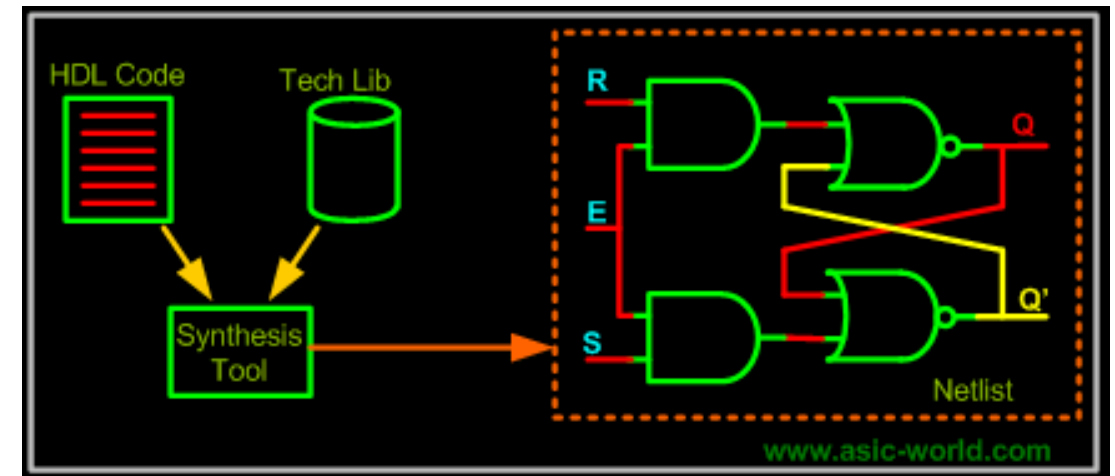 HDL Code
Tech Lib
Synthesis
Tool
R
E
S
Q
Q'
Netlist
www.asic-world.com